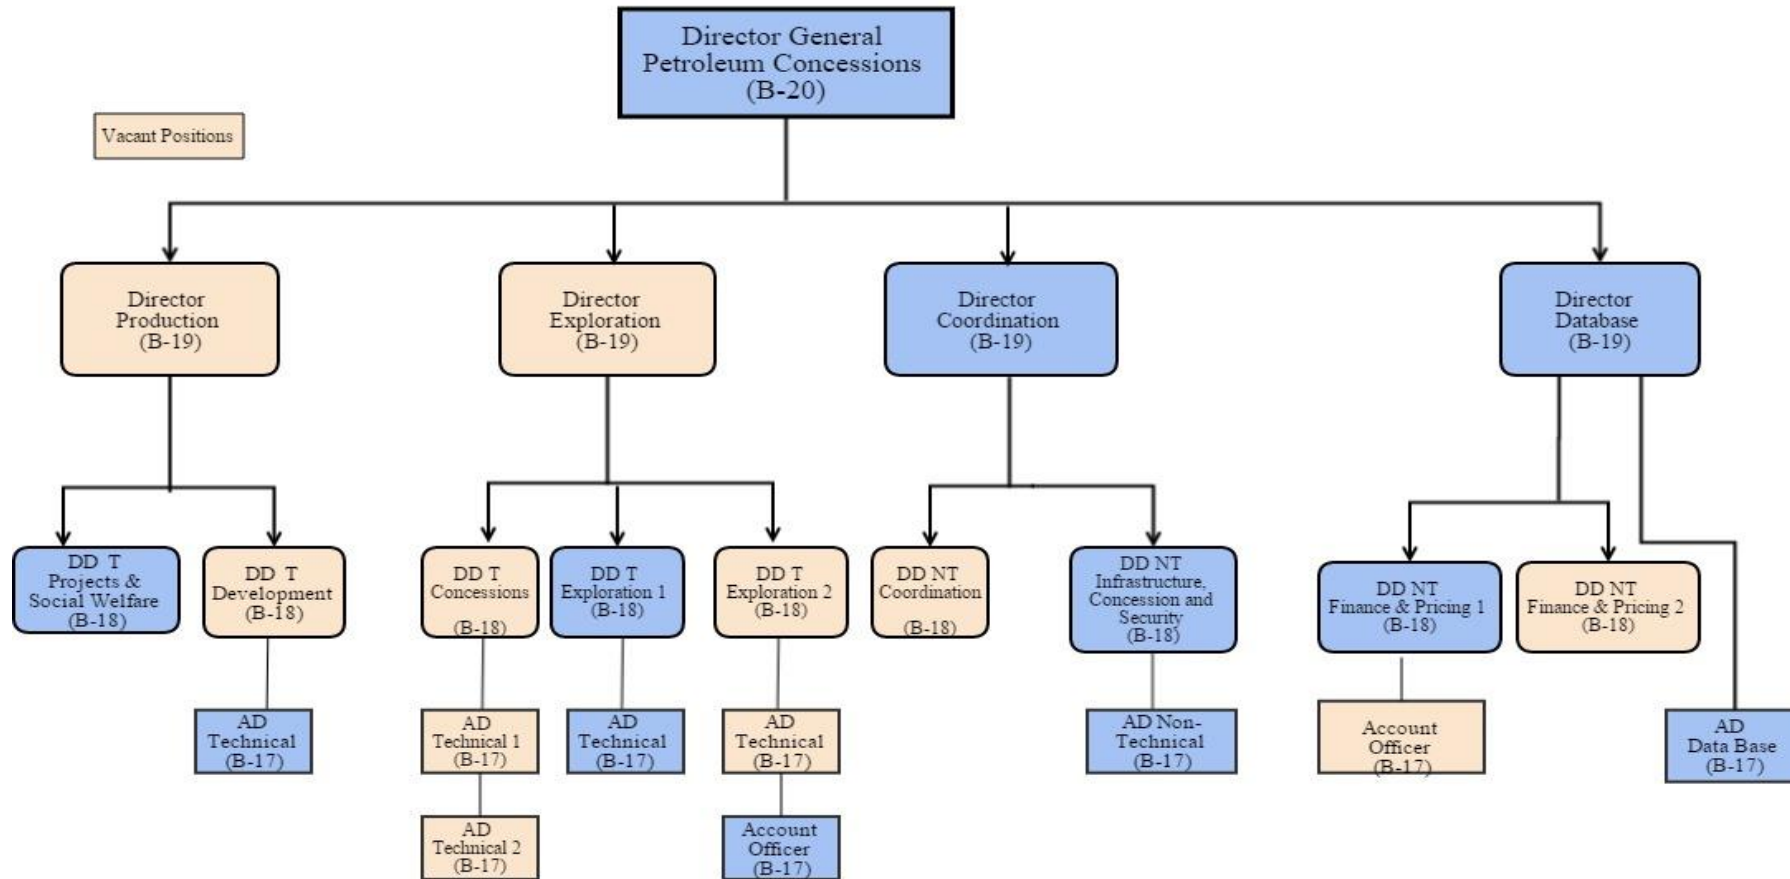 Director General
Petroleum Concessions
(B-20)
Vacant Positions
Director
Production
(B-19)
Director
Exploration
(B-19)
Director
Coordination
(B-19)
Director
Database
(B-19)
DD T
Projects &
Social Welfare
(B-18)
DD T
Development
(B-18)
DD T
Concessions
(B-18)
DD T
Exploration 1
(B-18)
DD T
Exploration 2
(B-18)
DD NT
Coordination
(B-18)
DD NT
Infrastructure,
Concession and
Security
(B-18)
DD NT
Finance & Pricing 1
(B-18)
DD NT
Finance & Pricing 2
(B-18)
AD
Technical
(B-17)
AD
Technical 1
(B-17)
AD
Technical
(B-17)
AD
Technical
(B-17)
AD Non-
Technical
(B-17)
Account
Officer
(B-17)
AD
Data Base
(B-17)
AD
Technical 2
(B-17)
Account
Officer
(B-17)